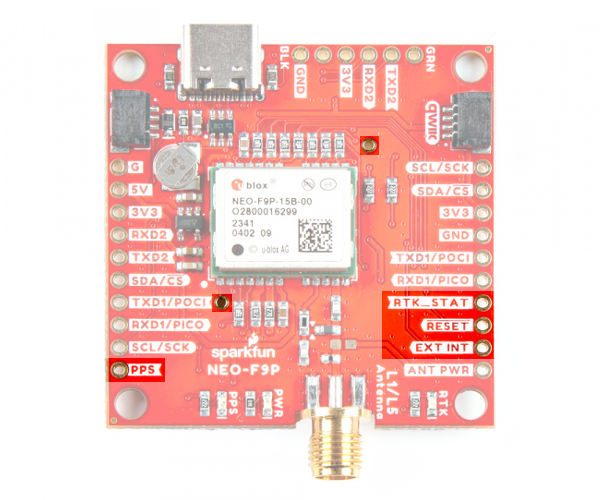 BLK
GND
3V3
RXD2
TXD2
GRN
QWIIC
G
5V
3V3
RXD2
TXD2
SDA/CS
TXD1/POCI
RXD1/PICO
SCL/SCK
PPS
u blox
NEO-F9P-15B-00
O2800016299
2341
0402 09
u-blox AG
SCL/SCK
SDA/CS
3V3
GND
TXD1/POCI
RXD1/PICO
RTK_STAT
RESET
EXT INT
ANT PWR
sparkfun
NEO-F9P
PPS
PWR
L1/L5
Antenna
RTK